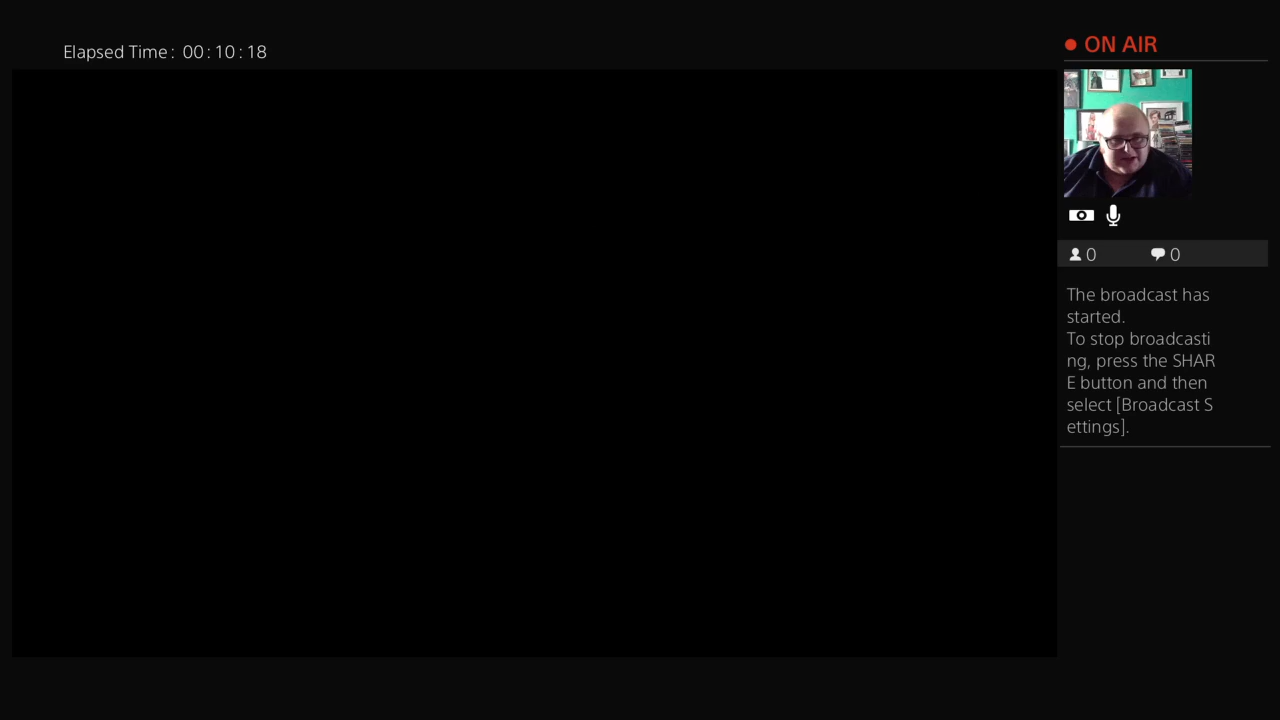 Elapsed Time: 00:10:18
ON AIR
0 0
The broadcast has
started.
To stop broadcasti
ng, press the SHAR
E button and then
select [Broadcast S
ettings].